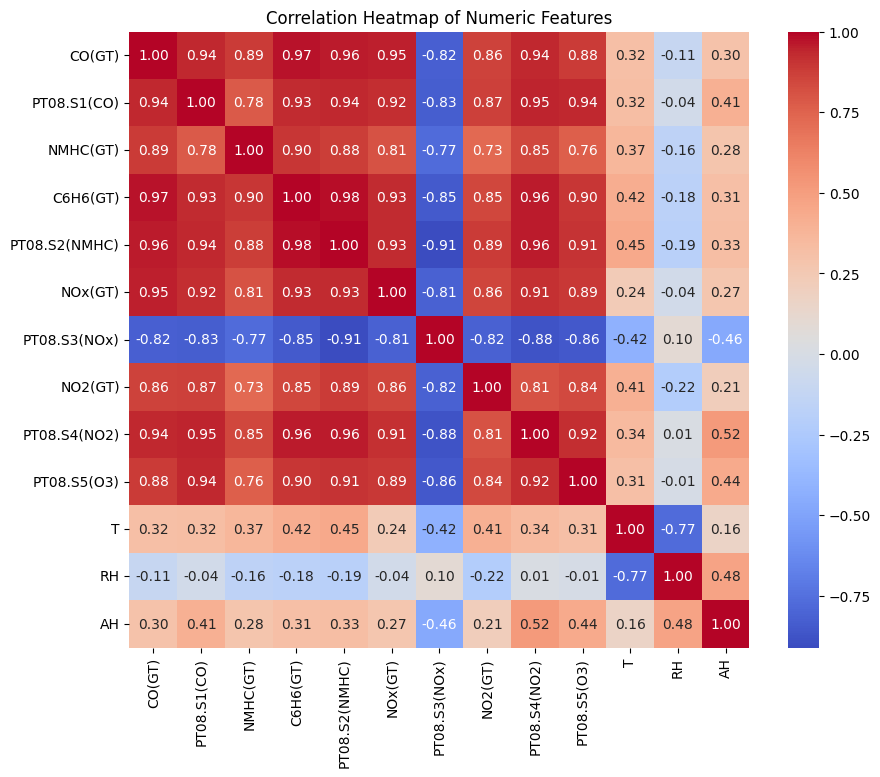 Correlation Heatmap of Numeric Features
CO(GT) 1.00 0.94 0.89 0.97 0.96 0.95 -0.82 0.86 0.94 0.88 0.32 -0.11 0.30
PT08.S1(CO) 0.94 1.00 0.78 0.93 0.94 0.92 -0.83 0.87 0.95 0.94 0.32 -0.04 0.41
NMHC(GT) 0.89 0.78 1.00 0.90 0.88 0.81 -0.77 0.73 0.85 0.76 0.37 -0.16 0.28
C6H6(GT) 0.97 0.93 0.90 1.00 0.98 0.93 -0.85 0.85 0.96 0.90 0.42 -0.18 0.31
PT08.S2(NMHC) 0.96 0.94 0.88 0.98 1.00 0.93 -0.91 0.89 0.96 0.91 0.45 -0.19 0.33
NOx(GT) 0.95 0.92 0.81 0.93 0.93 1.00 -0.81 0.86 0.91 0.89 0.24 -0.04 0.27
PT08.S3(NOx) -0.82 -0.83 -0.77 -0.85 -0.91 -0.81 1.00 -0.82 -0.88 -0.86 -0.42 0.10 -0.46
NO2(GT) 0.86 0.87 0.73 0.85 0.89 0.86 -0.82 1.00 0.81 0.84 0.41 -0.22 0.21
PT08.S4(NO2) 0.94 0.95 0.85 0.96 0.96 0.91 -0.88 0.81 1.00 0.92 0.34 0.01 0.52
PT08.S5(O3) 0.88 0.94 0.76 0.90 0.91 0.89 -0.86 0.84 0.92 1.00 0.31 -0.01 0.44
T 0.32 0.32 0.37 0.42 0.45 0.24 -0.42 0.41 0.34 0.31 1.00 -0.77 0.16
RH -0.11 -0.04 -0.16 -0.18 -0.19 -0.04 0.10 -0.22 0.01 -0.01 -0.77 1.00 0.48
AH 0.30 0.41 0.28 0.31 0.33 0.27 -0.46 0.21 0.52 0.44 0.16 0.48 1.00
CO(GT)
PT08.S1(CO)
NMHC(GT)
C6H6(GT)
PT08.S2(NMHC)
NOx(GT)
PT08.S3(NOx)
NO2(GT)
PT08.S4(NO2)
PT08.S5(O3)
T
RH
AH
1.00
0.75
0.50
0.25
0.00
−0.25
−0.50
−0.75